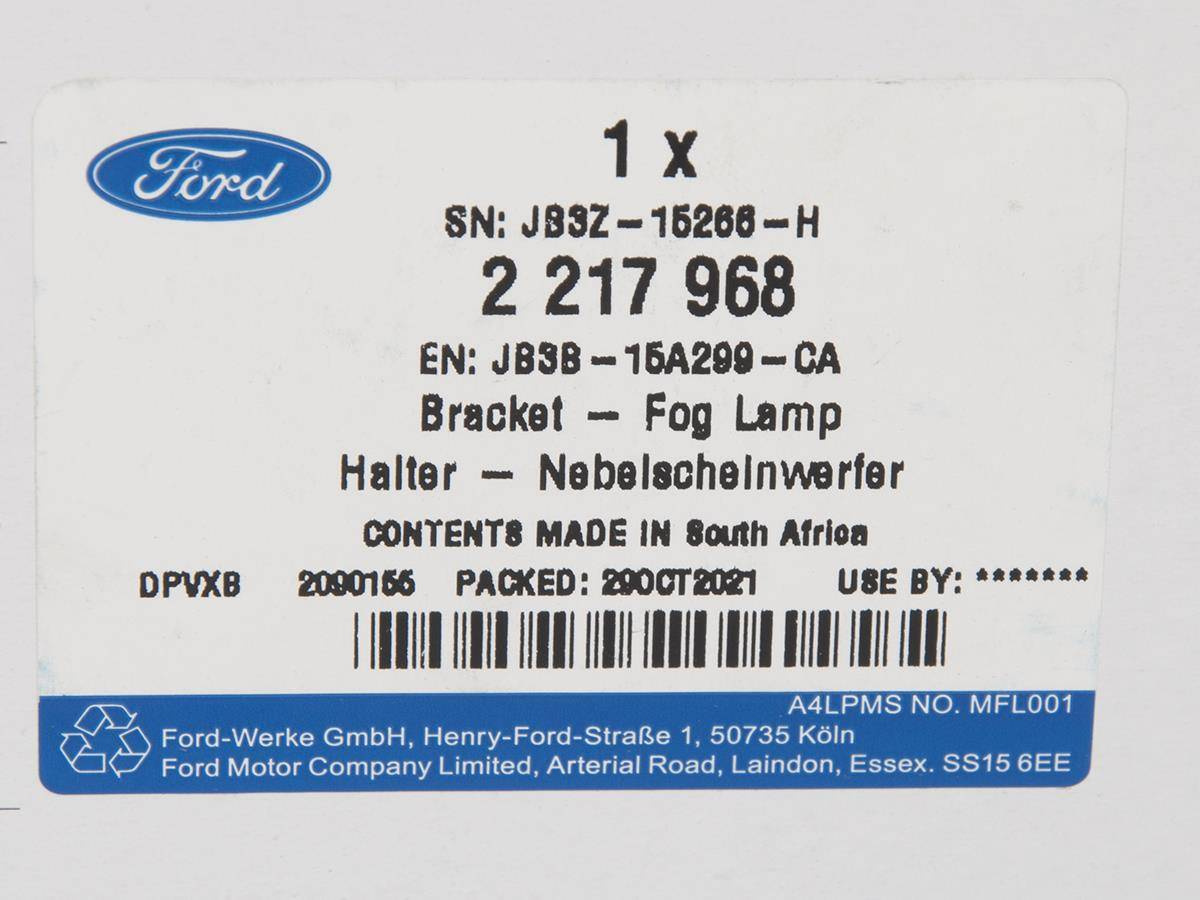 Ford
1 x
SN: JB3Z-15266-H
2 217 968
EN: JB3B-15A299-CA
Bracket - Fog Lamp
Halter - Nebelscheinwerfer
CONTENTS MADE IN South Africa
DPVXB 2090155 PACKED: 29OCT2021 USE BY: *******
A4LPMS NO. MFL001
Ford-Werke GmbH, Henry-Ford-Straße 1, 50735 Köln
Ford Motor Company Limited, Arterial Road, Laindon, Essex. SS15 6EE